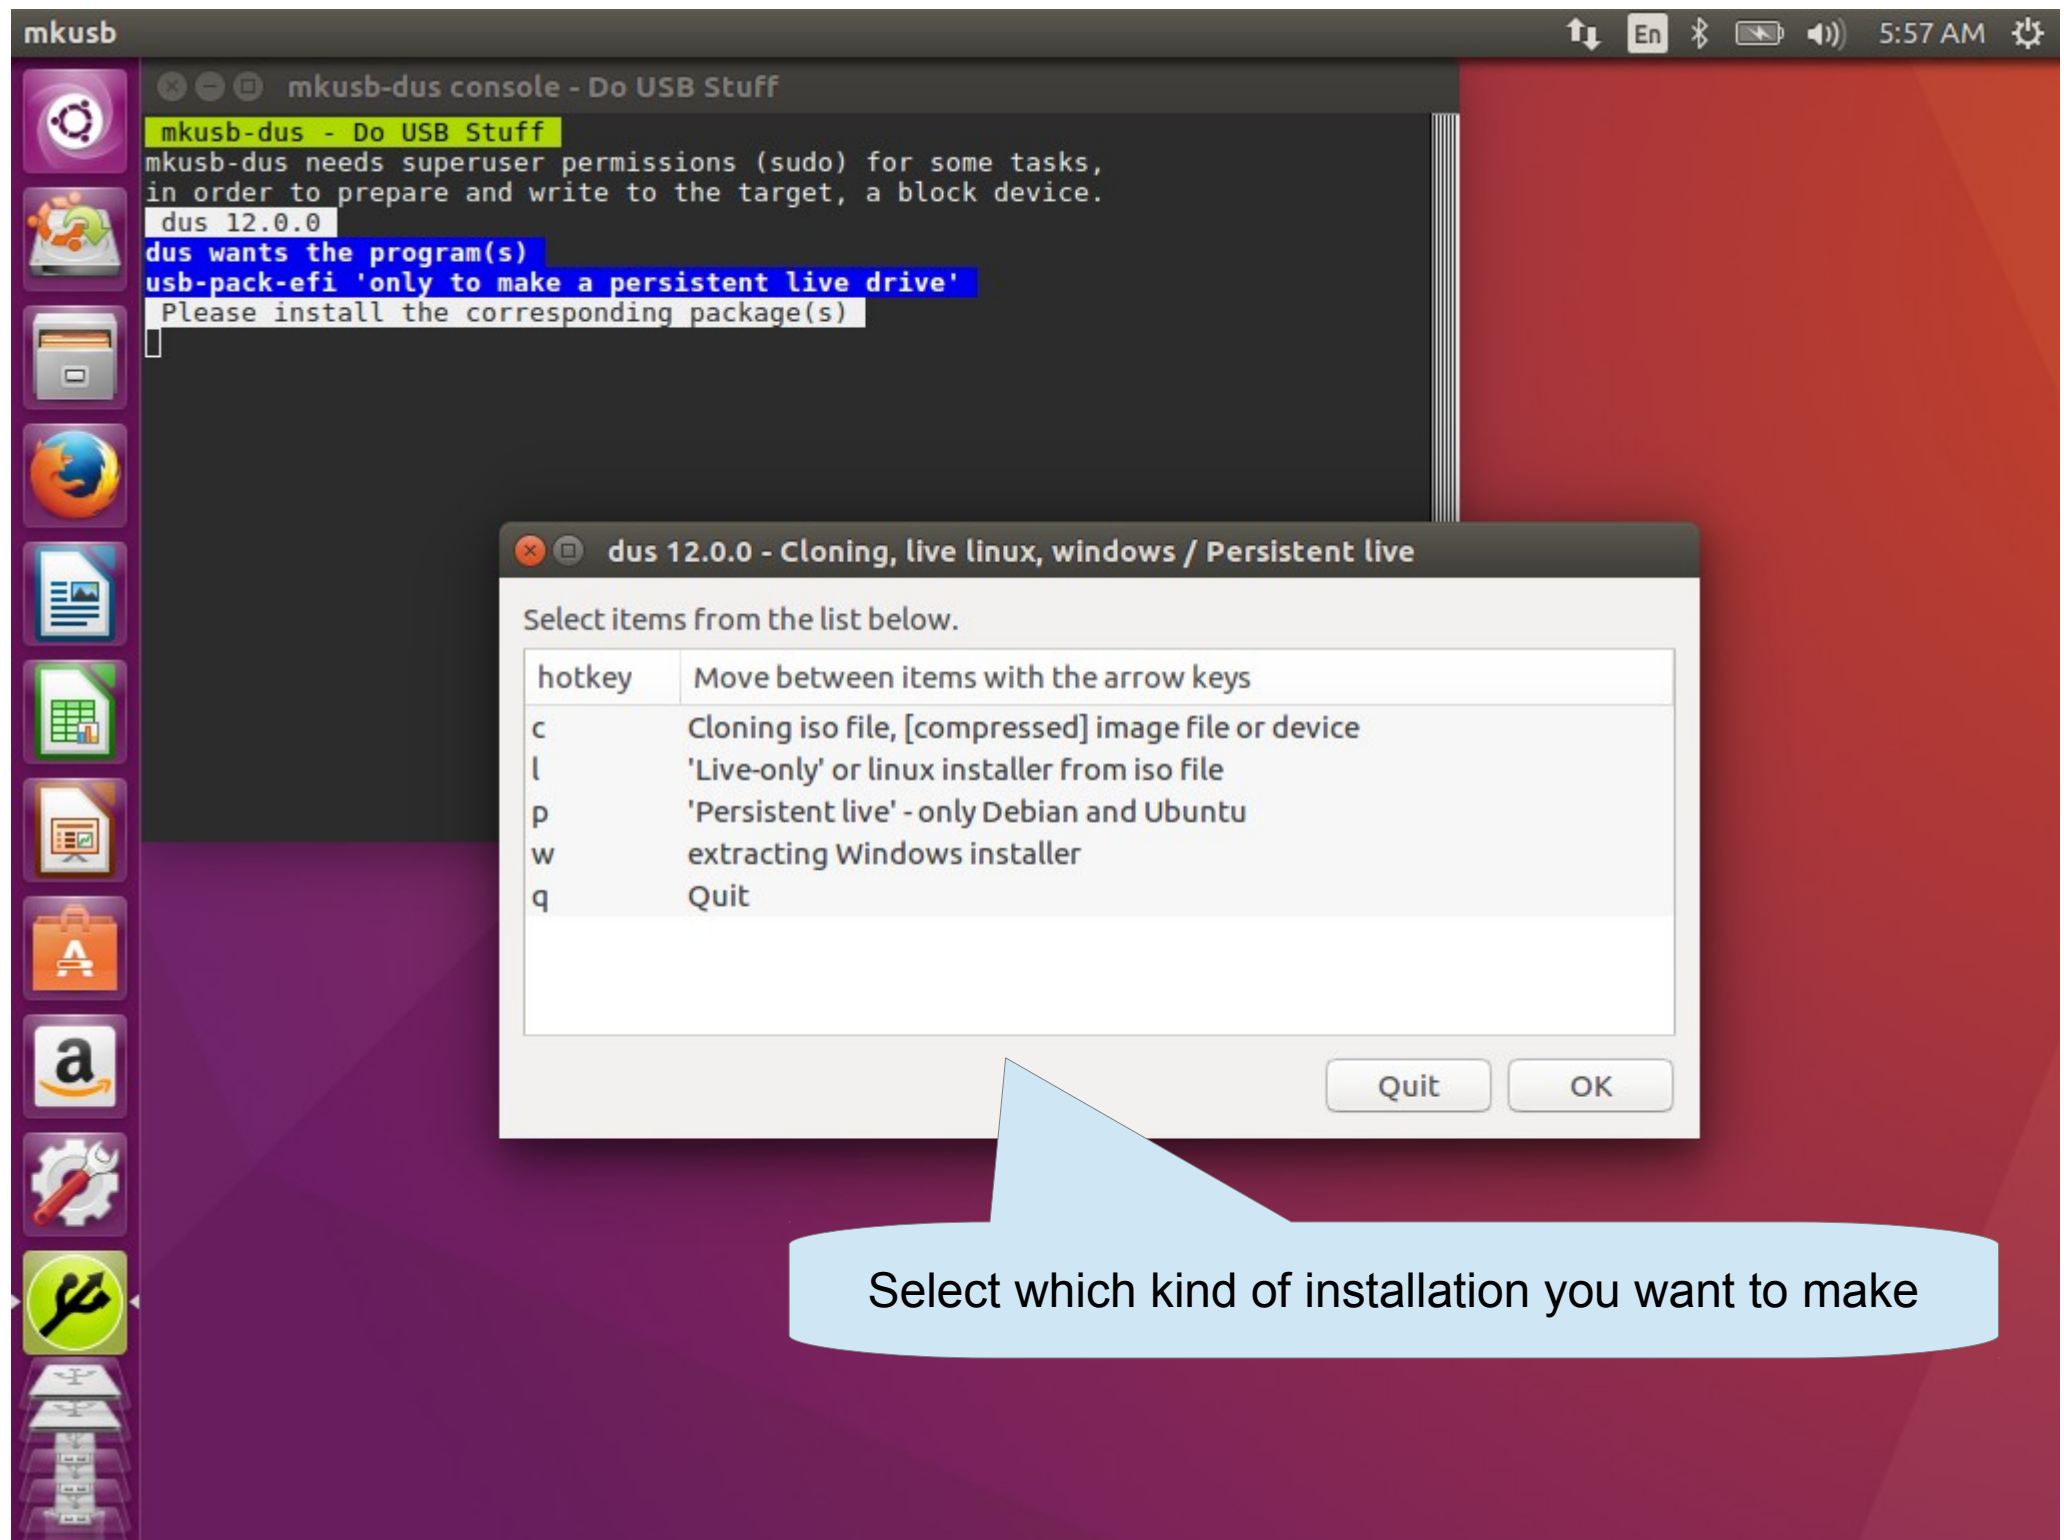 mkusb
En
5:57 AM
mkusb-dus console - Do USB Stuff
mkusb-dus - Do USB Stuff
mkusb-dus needs superuser permissions (sudo) for some tasks,
in order to prepare and write to the target, a block device.
dus 12.0.0
dus wants the program(s)
usb-pack-efi 'only to make a persistent live drive'
Please install the corresponding package(s)
dus 12.0.0 - Cloning, live linux, windows / Persistent live
Select items from the list below.
hotkey Move between items with the arrow keys
c Cloning iso file, [compressed] image file or device
l 'Live-only' or linux installer from iso file
p 'Persistent live' - only Debian and Ubuntu
w extracting Windows installer
q Quit
Quit OK
Select which kind of installation you want to make
A
a